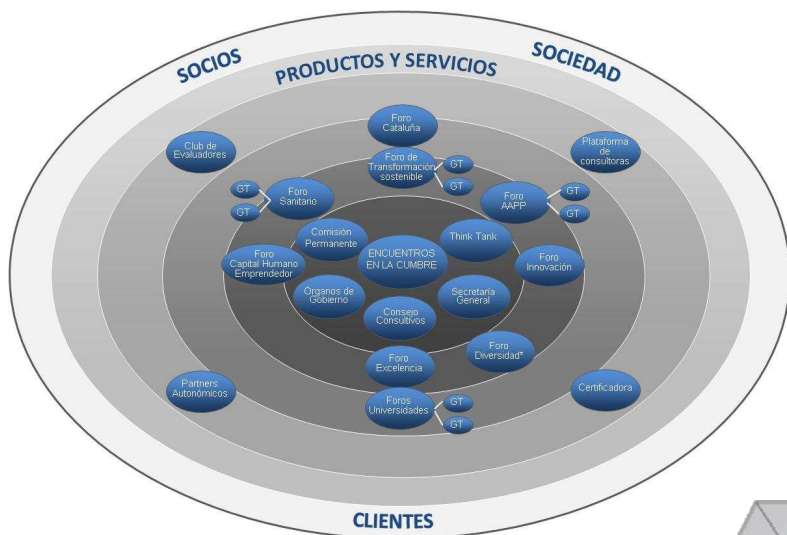 SOCIOS
PRODUCTOS Y SERVICIOS
SOCIEDAD
Foro
Cataluña
Club de
Evaluadores
Plataforma
de
consultoras
Foro de
Transformación
sostenible
GT
GT
GT
GT
Foro
Sanitario
Foro
AAPP
GT
GT
Comisión
Permanente
ENCUENTROS
EN LA CUMBRE
Think Tank
Foro
Capital Humano
Emprendedor
Foro
Innovación
Órganos de
Gobierno
Secretaría
General
Consejo
Consultivos
Foro
Diversidad*
Foro
Excelencia
Partners
Autonómicos
Foros
Universidades
GT
GT
Certificadora
CLIENTES